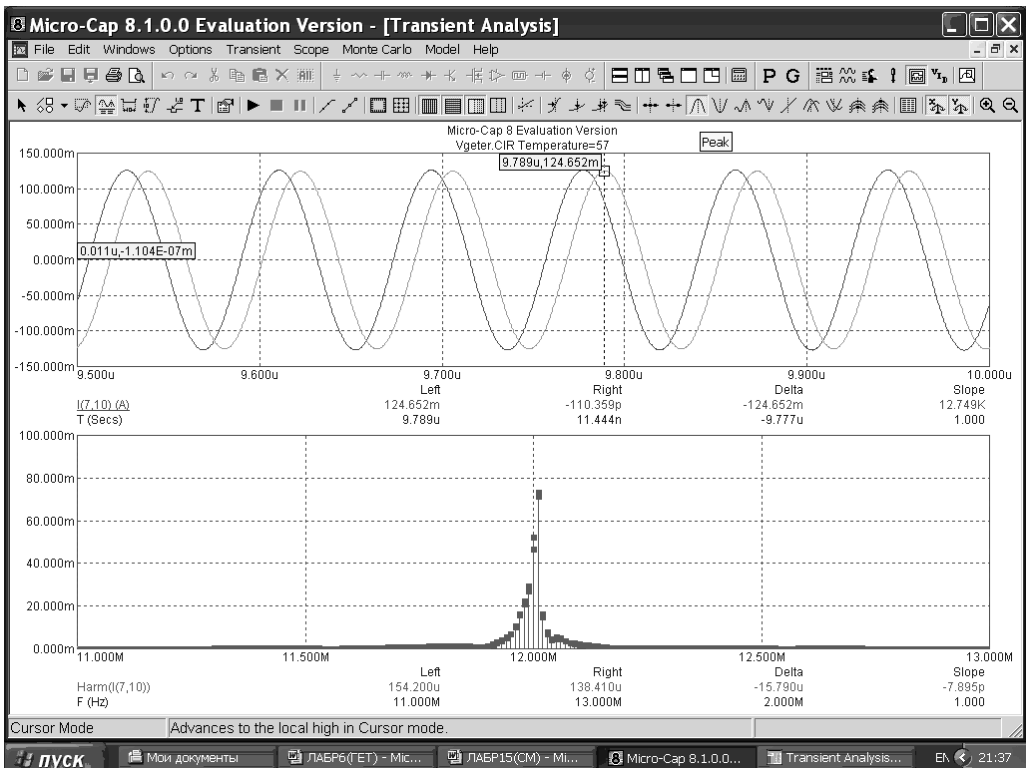 Micro-Cap 8.1.0.0 Evaluation Version - [Transient Analysis]
File Edit Windows Options Transient Scope Monte Carlo Model Help
P G
T
Micro-Cap 8 Evaluation Version
Vgeter.CIR Temperature=57
Peak
9.789u,124.652m
150.000m
100.000m
50.000m
0.011u,-1.104E-07m
0.000m
-50.000m
-100.000m
-150.000m
9.500u 9.600u 9.700u 9.800u 9.900u 10.000u
Left Right Delta Slope
I(7,10) (A) 124.652m -110.359p -124.652m 12.749K
T (Secs) 9.789u 11.444n -9.777u 1.000
100.000m
80.000m
60.000m
40.000m
20.000m
0.000m
11.000M 11.500M 12.000M 12.500M 13.000M
Left Right Delta Slope
Harm(I(7,10)) 154.200u 138.410u -15.790u -7.895p
F (Hz) 11.000M 13.000M 2.000M 1.000
Cursor Mode Advances to the local high in Cursor mode.
пуск Мои документы ЛАБР6(ГЕТ) - Mic... ЛАБР15(СМ) - Mi... Micro-Cap 8.1.0.0... Transient Analysis... EN 21:37